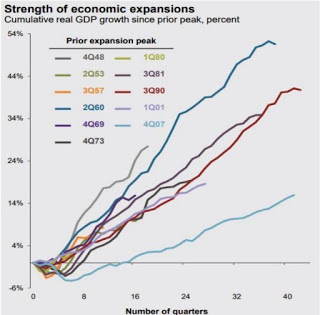 Strength of economic expansions
Cumulative real GDP growth since prior peak, percent
54%
44%
34%
24%
14%
4%
-6%
Prior expansion peak
4Q48 1Q80
2Q53 3Q81
3Q57 3Q90
2Q60 1Q01
4Q69 4Q07
4Q73
0 8 16 24 32 40
Number of quarters